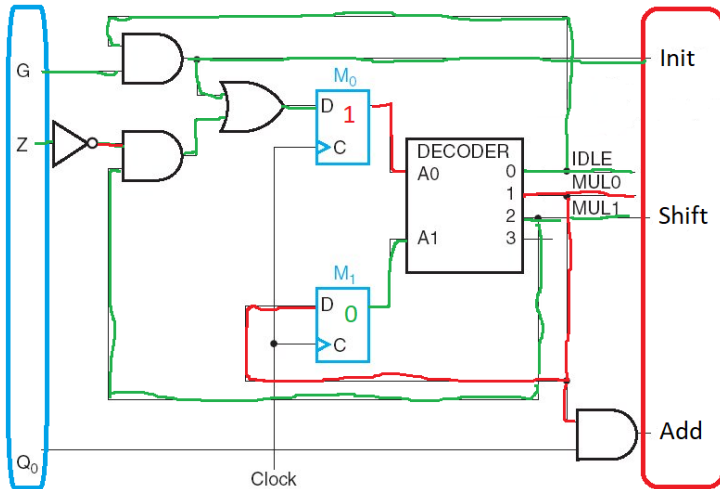 G
Z
Q0
M0
D
1
C
DECODER
A0
A1
0
1
2
3
IDLE
MUL0
MUL1
M1
D
0
C
Clock
Init
Shift
Add